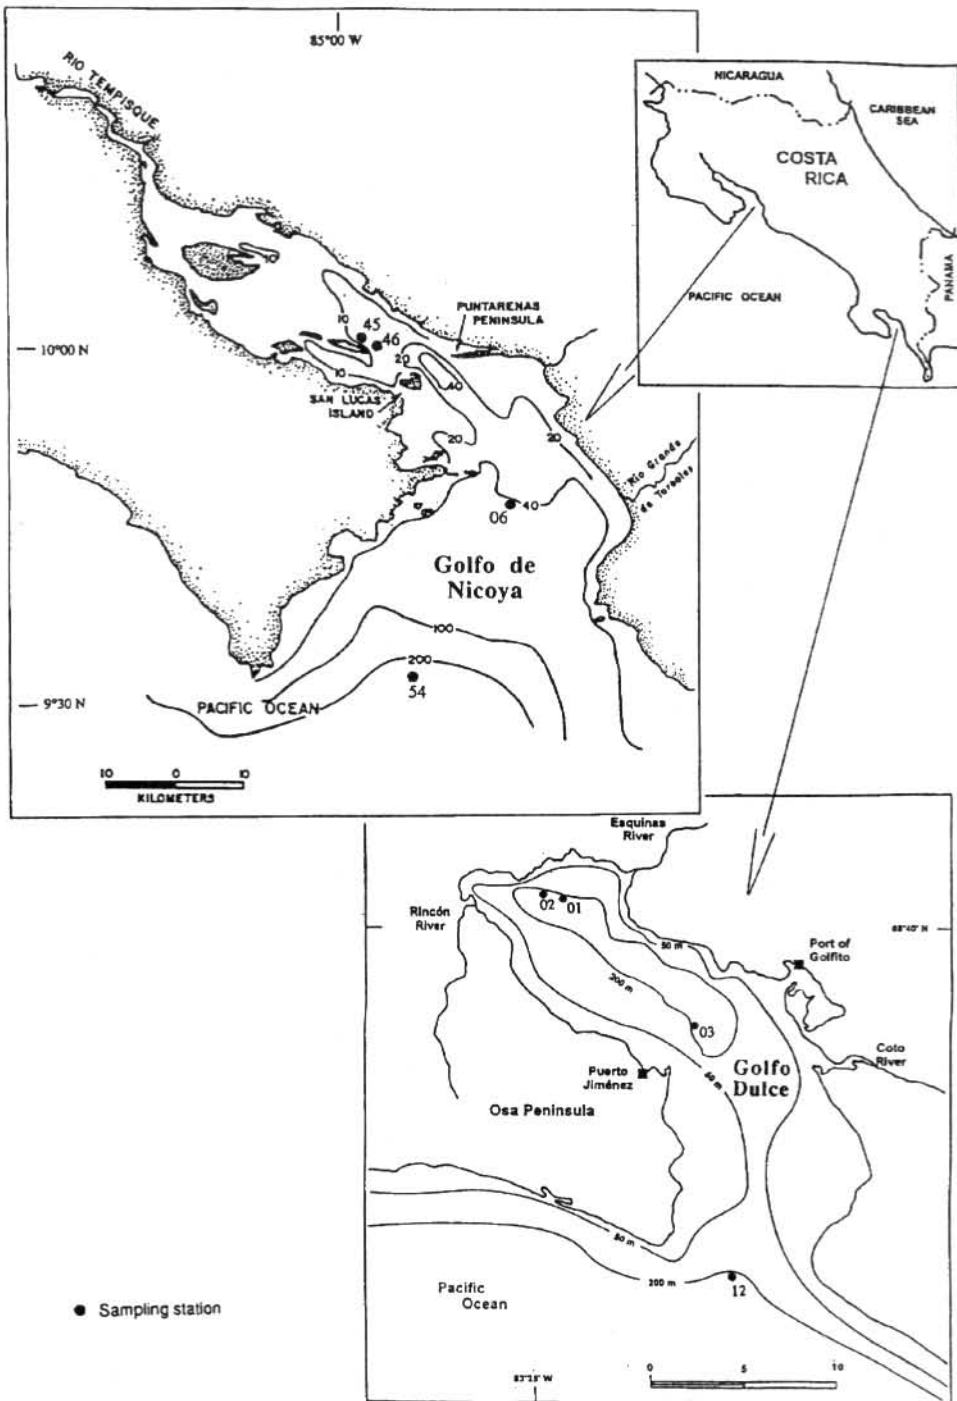 85°00 W
RIO TEMPISQUE
10
10
45
46
PUNTARENAS
PENINSULA
10°00 N
10
20
40
SAN LUCAS
ISLAND
20
20
Rio Grande
de Tarcoles
06
40
Golfo de
Nicoya
100
200
54
9°30 N
PACIFIC OCEAN
10 0 10
KILOMETERS
NICARAGUA
CARIBBEAN
SEA
COSTA
RICA
PANAMA
PACIFIC OCEAN
Esquinas
River
02 01
Rincón
River
50 m
Port of
Golfito
200 m
03
Coto
River
Golfo
Dulce
Puerto
Jiménez
50 m
Osa Peninsula
50 m
200 m
12
Pacific
Ocean
Sampling station
0 5 10